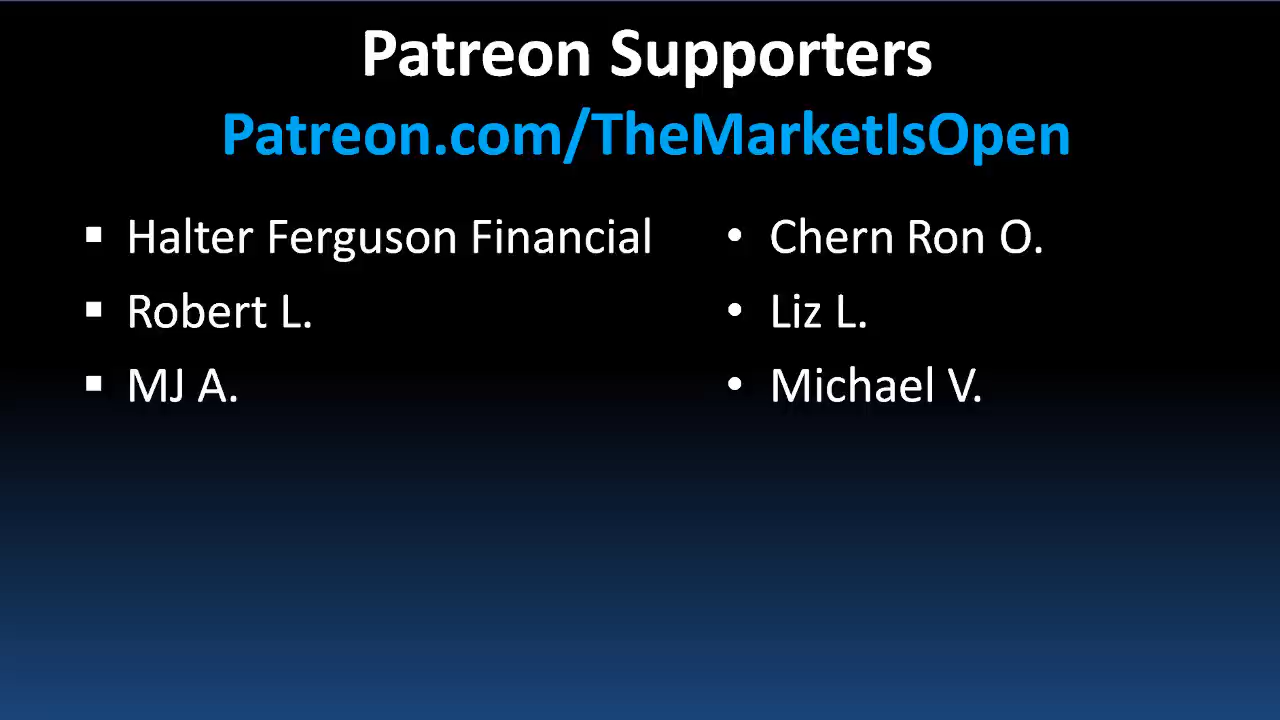 Patreon Supporters
Patreon.com/TheMarketIsOpen
▪ Halter Ferguson Financial
▪ Robert L.
▪ MJ A.
• Chern Ron O.
• Liz L.
• Michael V.